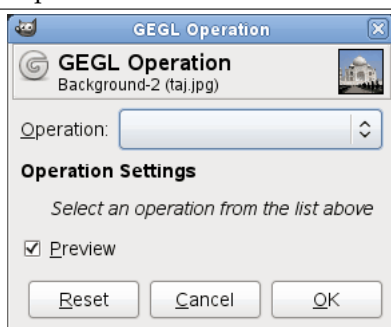 GEGL Operation
GEGL Operation
Background-2 (taj.jpg)
Operation:
Operation Settings
Select an operation from the list above
Preview
Reset Cancel OK